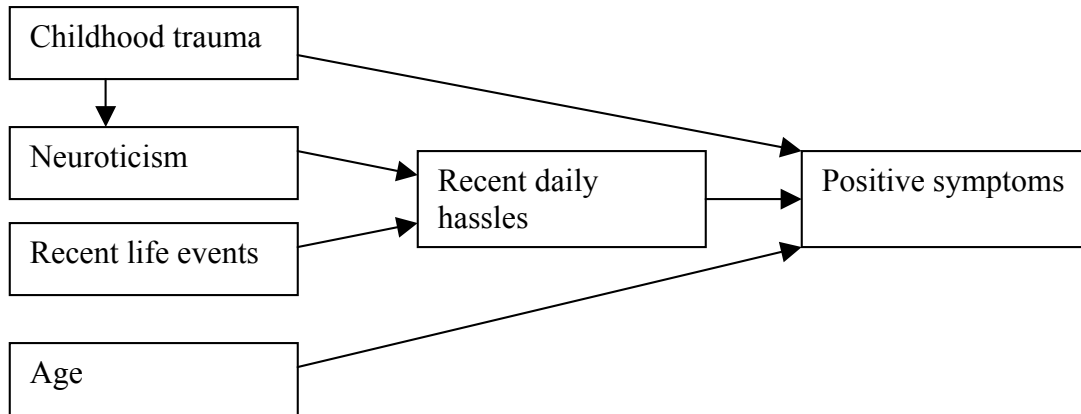 Childhood trauma
Neuroticism
Recent life events
Age
Recent daily
hassles
Positive symptoms